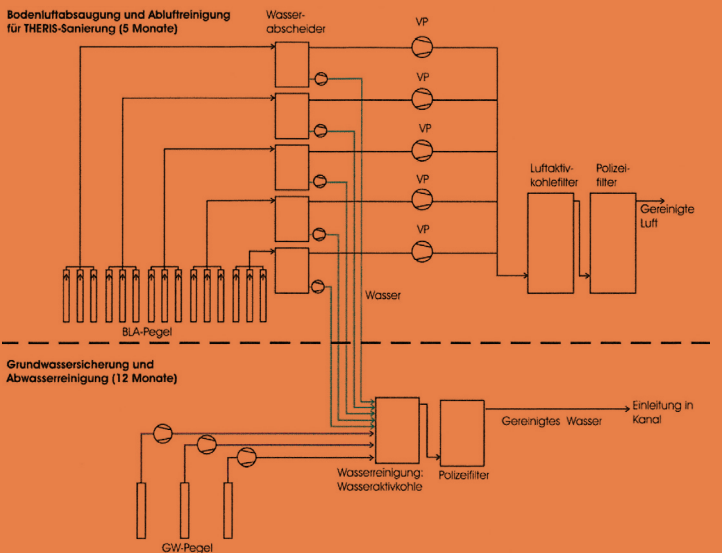 Bodenluftabsaugung und Abluftreinigung
für THERIS-Sanierung (5 Monate)
Wasser-
abscheider
VP
VP
VP
VP
VP
Luftaktiv-
kohlefilter
Polizei-
filter
Gereinigte
Luft
Wasser
BLA-Pegel
Grundwassersicherung und
Abwasserreinigung (12 Monate)
Gereinigtes Wasser
Einleitung in
Kanal
Wasserreinigung:
Wasseraktivkohle
Polizeifilter
GW-Pegel